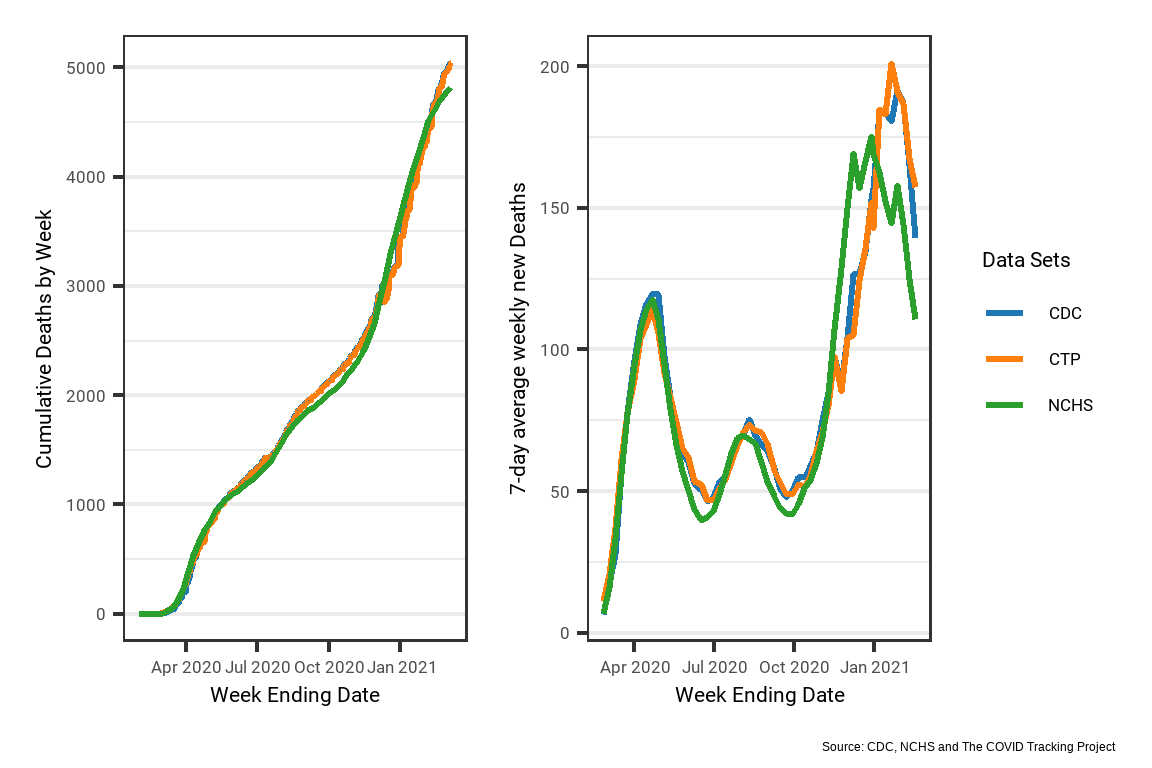 Cumulative Deaths by Week
5000
4000
3000
2000
1000
0
Apr 2020 Jul 2020 Oct 2020 Jan 2021
Week Ending Date
7-day average weekly new Deaths
200
150
100
50
0
Apr 2020 Jul 2020 Oct 2020 Jan 2021
Week Ending Date
Data Sets
CDC
CTP
NCHS
Source: CDC, NCHS and The COVID Tracking Project